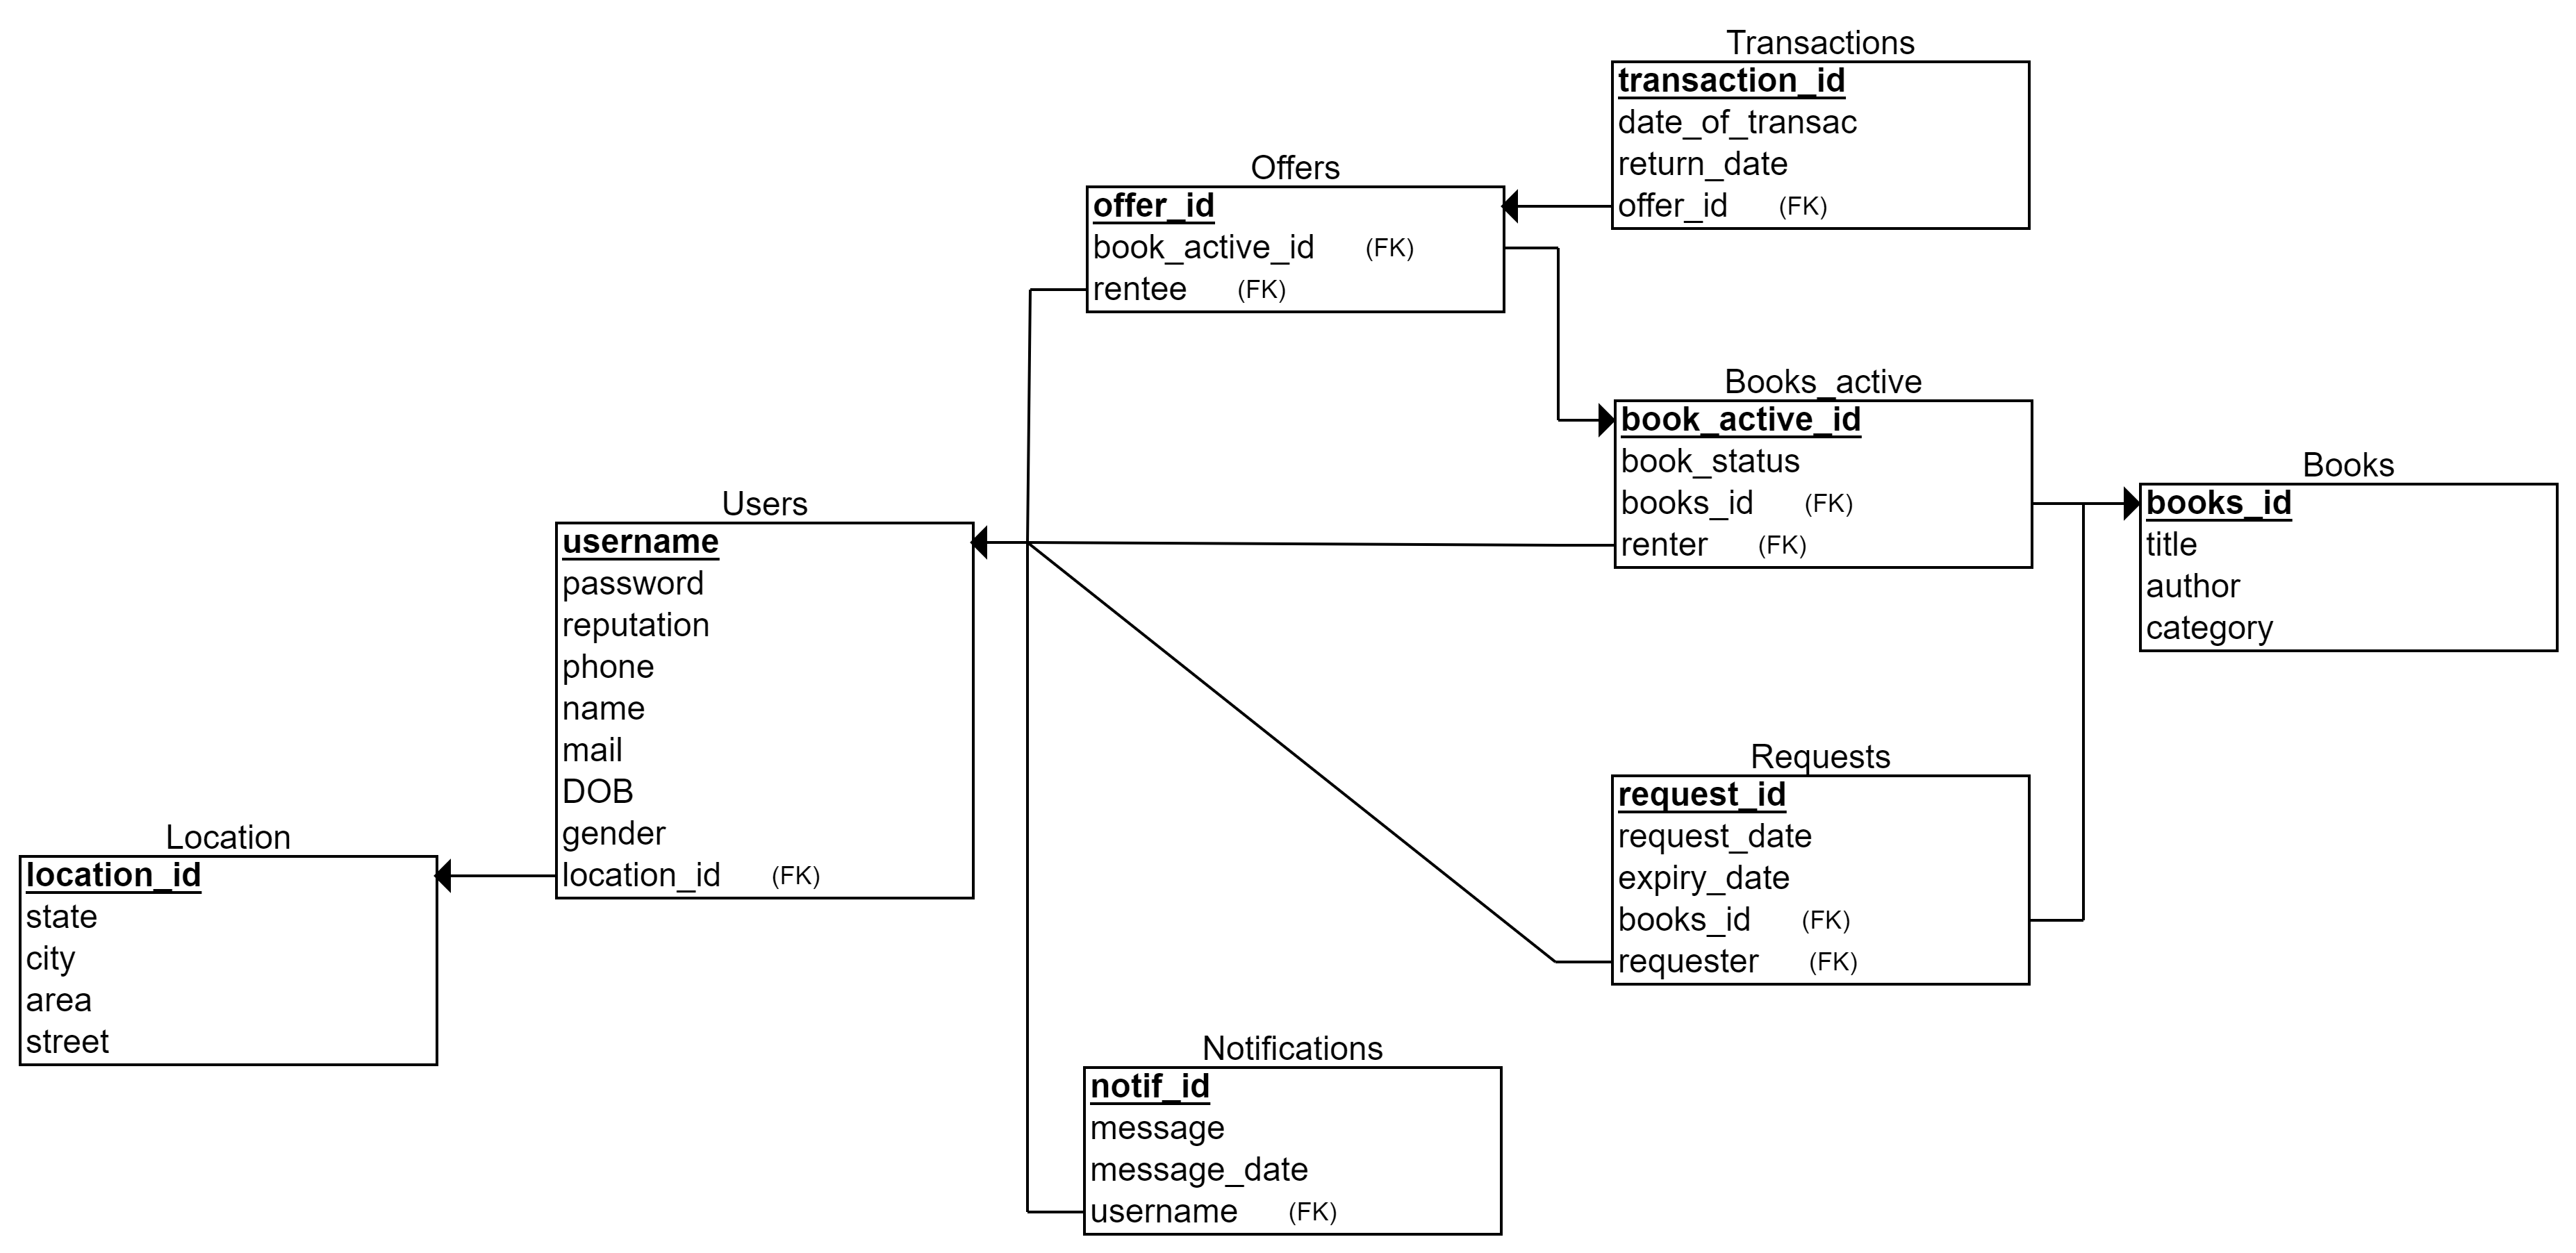 Transactions
transaction_id
date_of_transac
return_date
offer_id (FK)
Offers
offer_id
book_active_id (FK)
rentee (FK)
Books_active
book_active_id
book_status
books_id (FK)
renter (FK)
Books
books_id
title
author
category
Users
username
password
reputation
phone
name
mail
DOB
gender
location_id (FK)
Requests
request_id
request_date
expiry_date
books_id (FK)
requester (FK)
Location
location_id
state
city
area
street
Notifications
notif_id
message
message_date
username (FK)